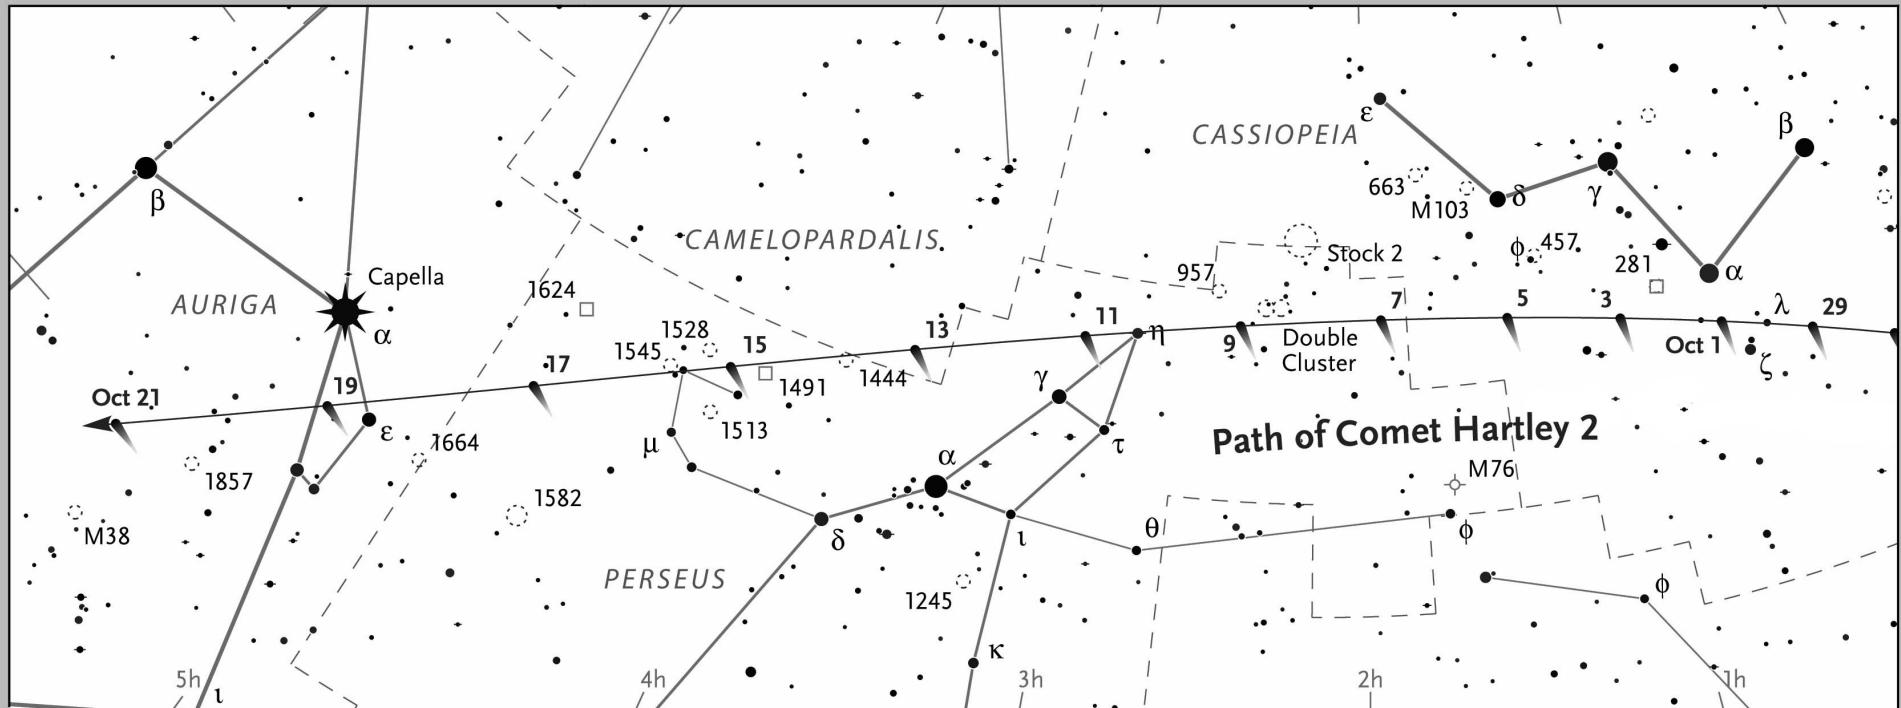 β
CASSIOPEIA
ε
β
663
M103
δ
γ
CAMELOPARDALIS
Stock 2
φ
457
281
α
Capella
AURIGA
α
1624
957
1528
1545
15
13
11
η
9
Double
Cluster
7
5
3
Oct 1
λ
29
ζ
17
1491
1444
19
Oct 21
ε
1513
γ
τ
Path of Comet Hartley 2
μ
1664
1857
α
M76
1582
M38
δ
ι
θ
φ
PERSEUS
1245
φ
κ
5h
ι
4h
3h
2h
1h